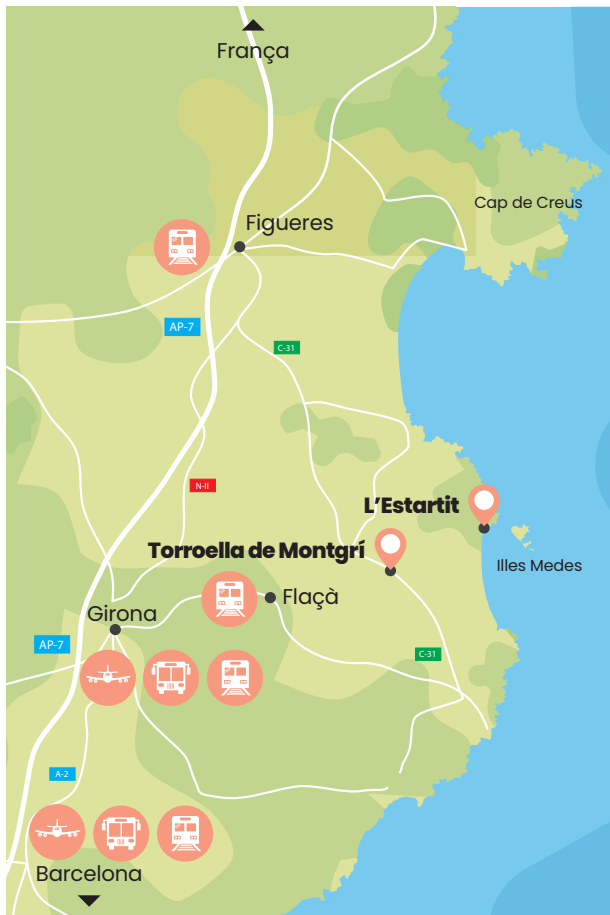 França
Cap de Creus
Figueres
AP-7
C-31
N-II
L'Estartit
Torroella de Montgrí
Illes Medes
Flaçà
Girona
AP-7
C-31
A-2
Barcelona